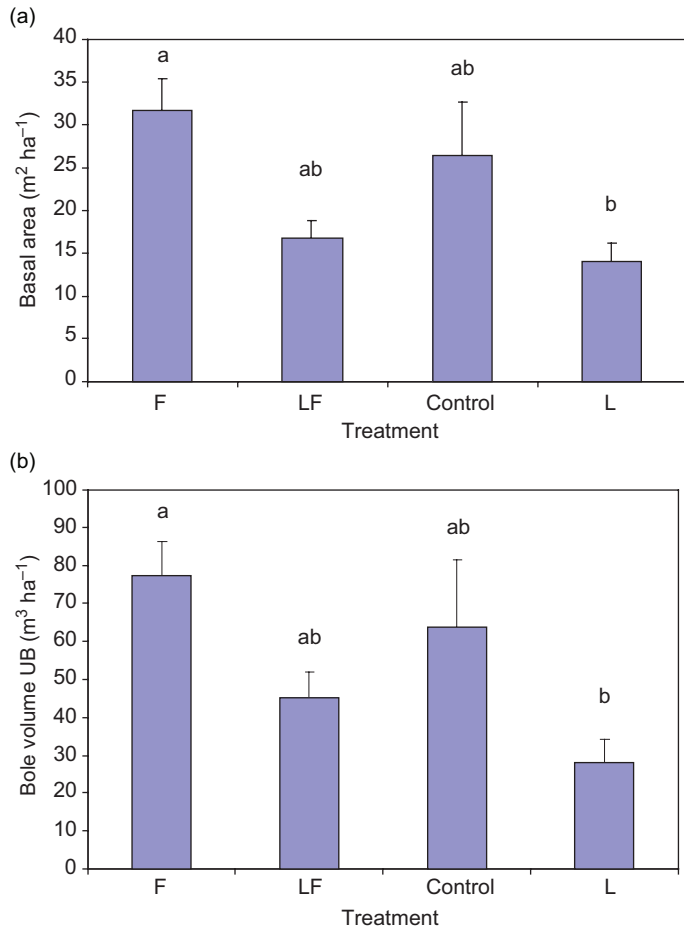 (a)
40
35
30
25
20
15
10
5
0
Basal area (m² ha⁻¹)
a
ab
ab
b
F LF Control L
Treatment
(b)
100
90
80
70
60
50
40
30
20
10
0
Bole volume UB (m³ ha⁻¹)
a
ab
ab
b
F LF Control L
Treatment